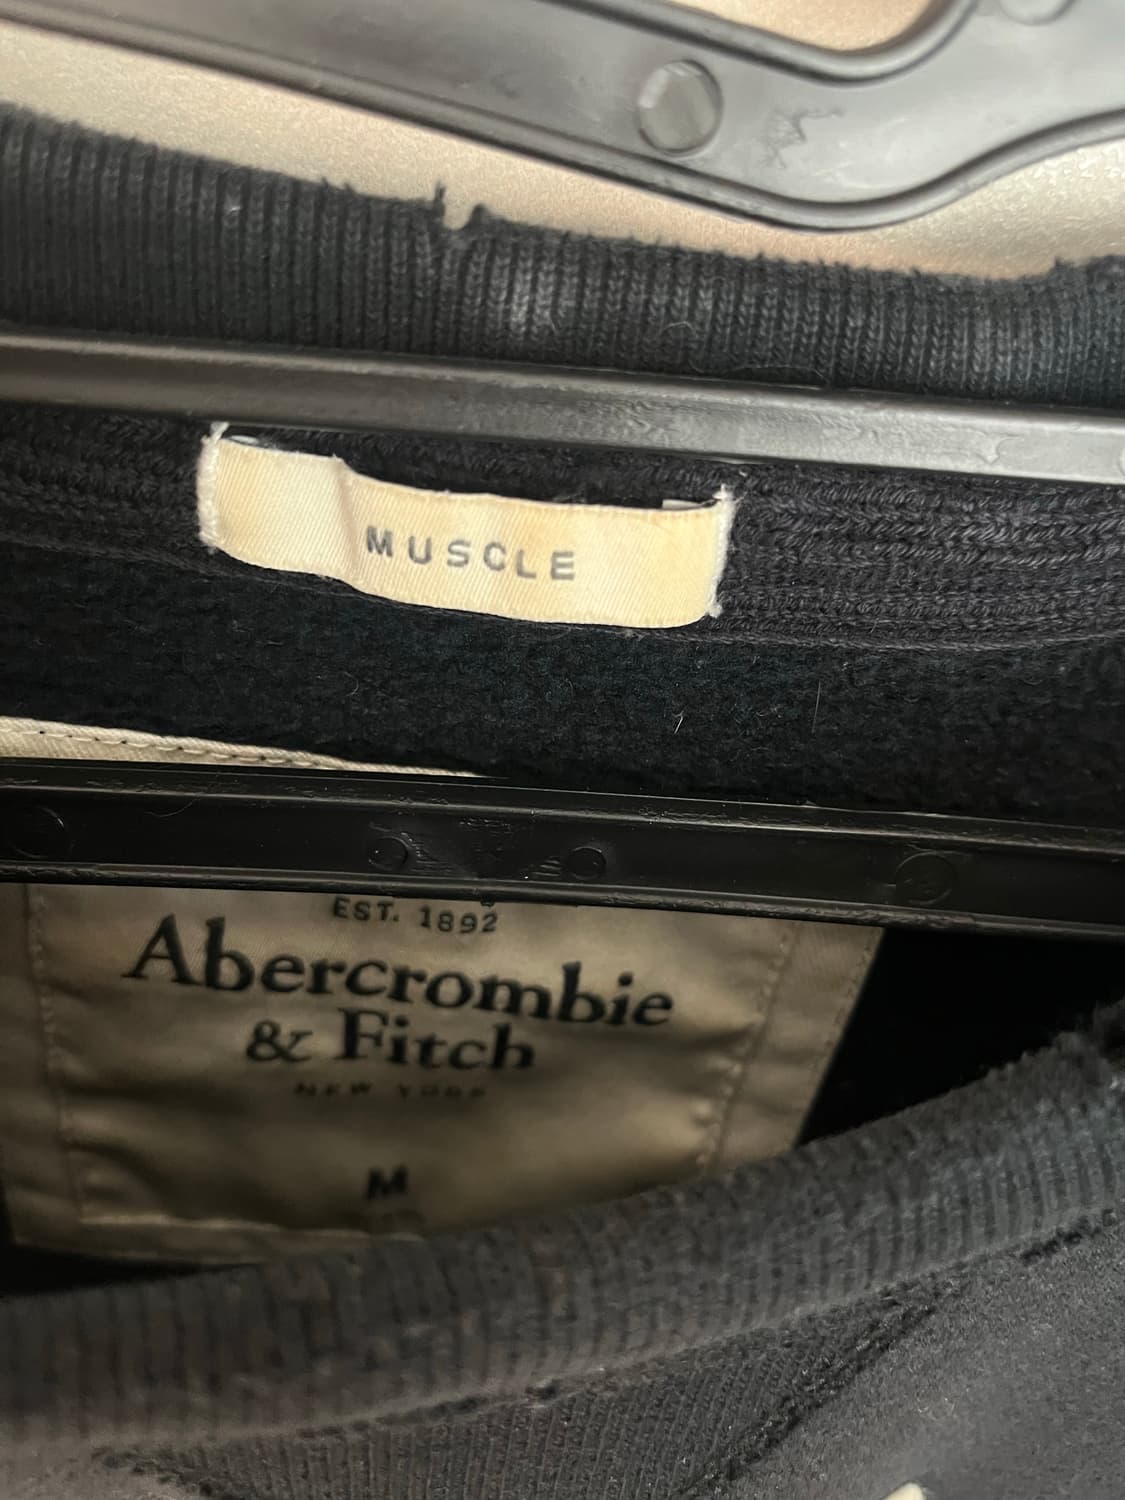 MUSCLE
EST. 1892
Abercrombie
& Fitch
NEW YORK
M